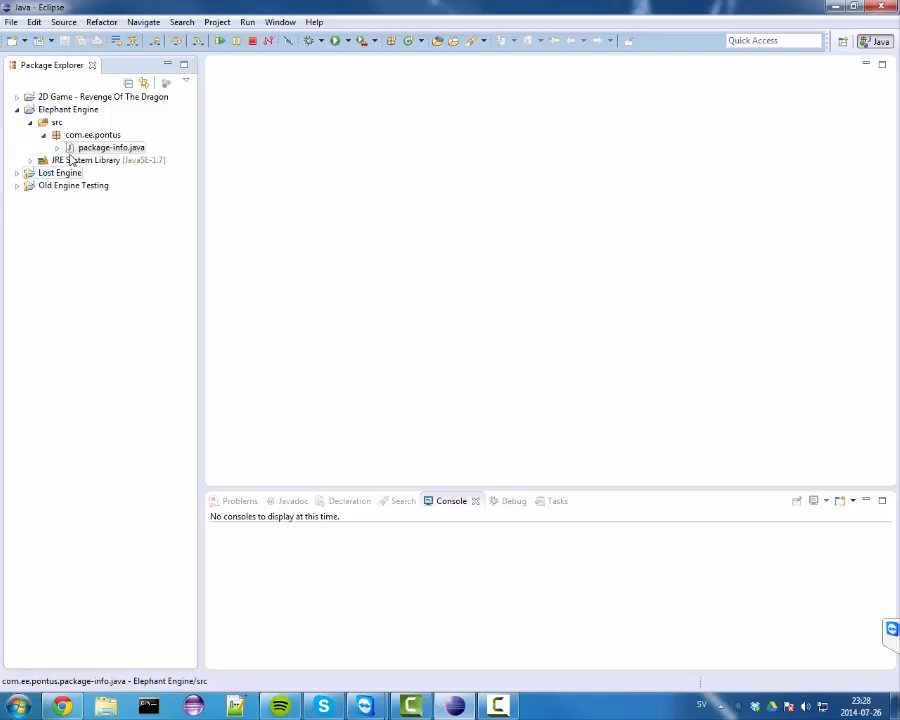 Java - Eclipse
File Edit Source Refactor Navigate Search Project Run Window Help
Quick Access
Java
Package Explorer
2D Game - Revenge Of The Dragon
Elephant Engine
src
com.ee.pontus
package-info.java
JRE System Library [JavaSE-1.7]
Lost Engine
Old Engine Testing
Problems Javadoc Declaration Search Console Debug Tasks
No consoles to display at this time.
com.ee.pontus.package-info.java - Elephant Engine/src
SV
23:28
2014-07-26